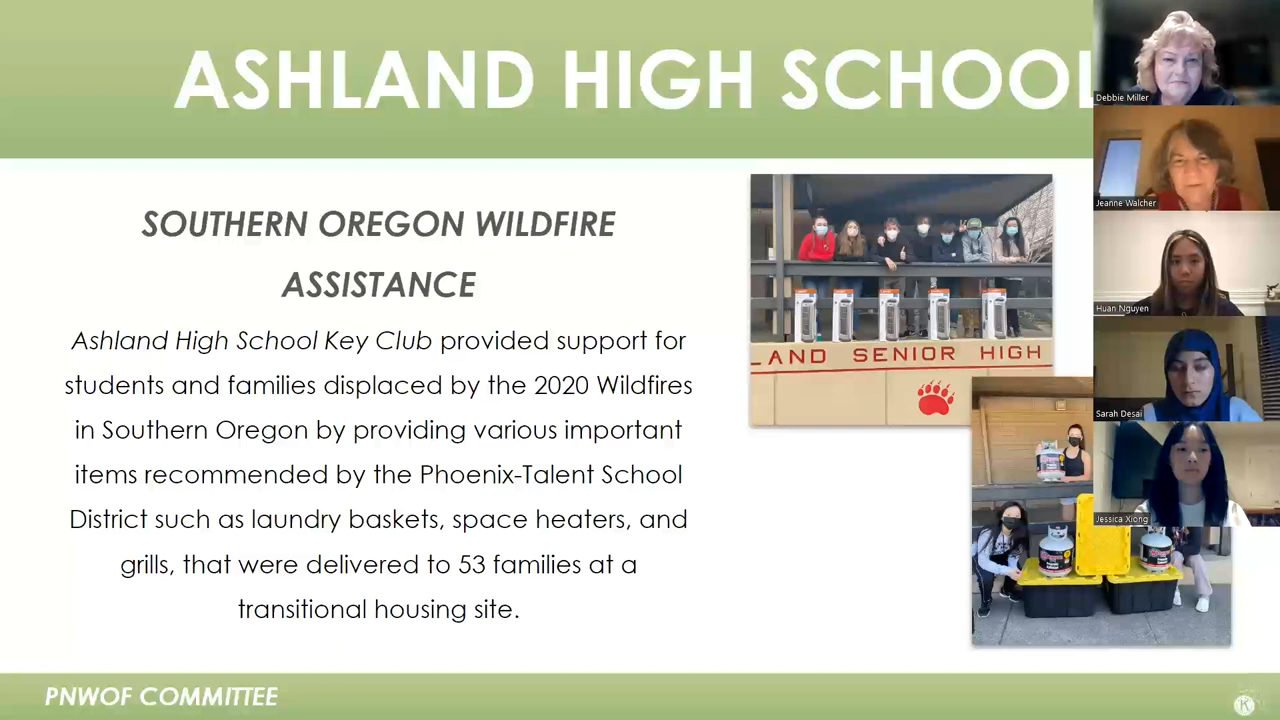 ASHLAND HIGH SCHOOL
SOUTHERN OREGON WILDFIRE
ASSISTANCE
Ashland High School Key Club provided support for
students and families displaced by the 2020 Wildfires
in Southern Oregon by providing various important
items recommended by the Phoenix-Talent School
District such as laundry baskets, space heaters, and
grills, that were delivered to 53 families at a
transitional housing site.
LAND SENIOR HIGH
PNWOF COMMITTEE
Debbie Miller
Jeanne Walcher
Huan Nguyen
Sarah Desai
Jessica Xiong
K